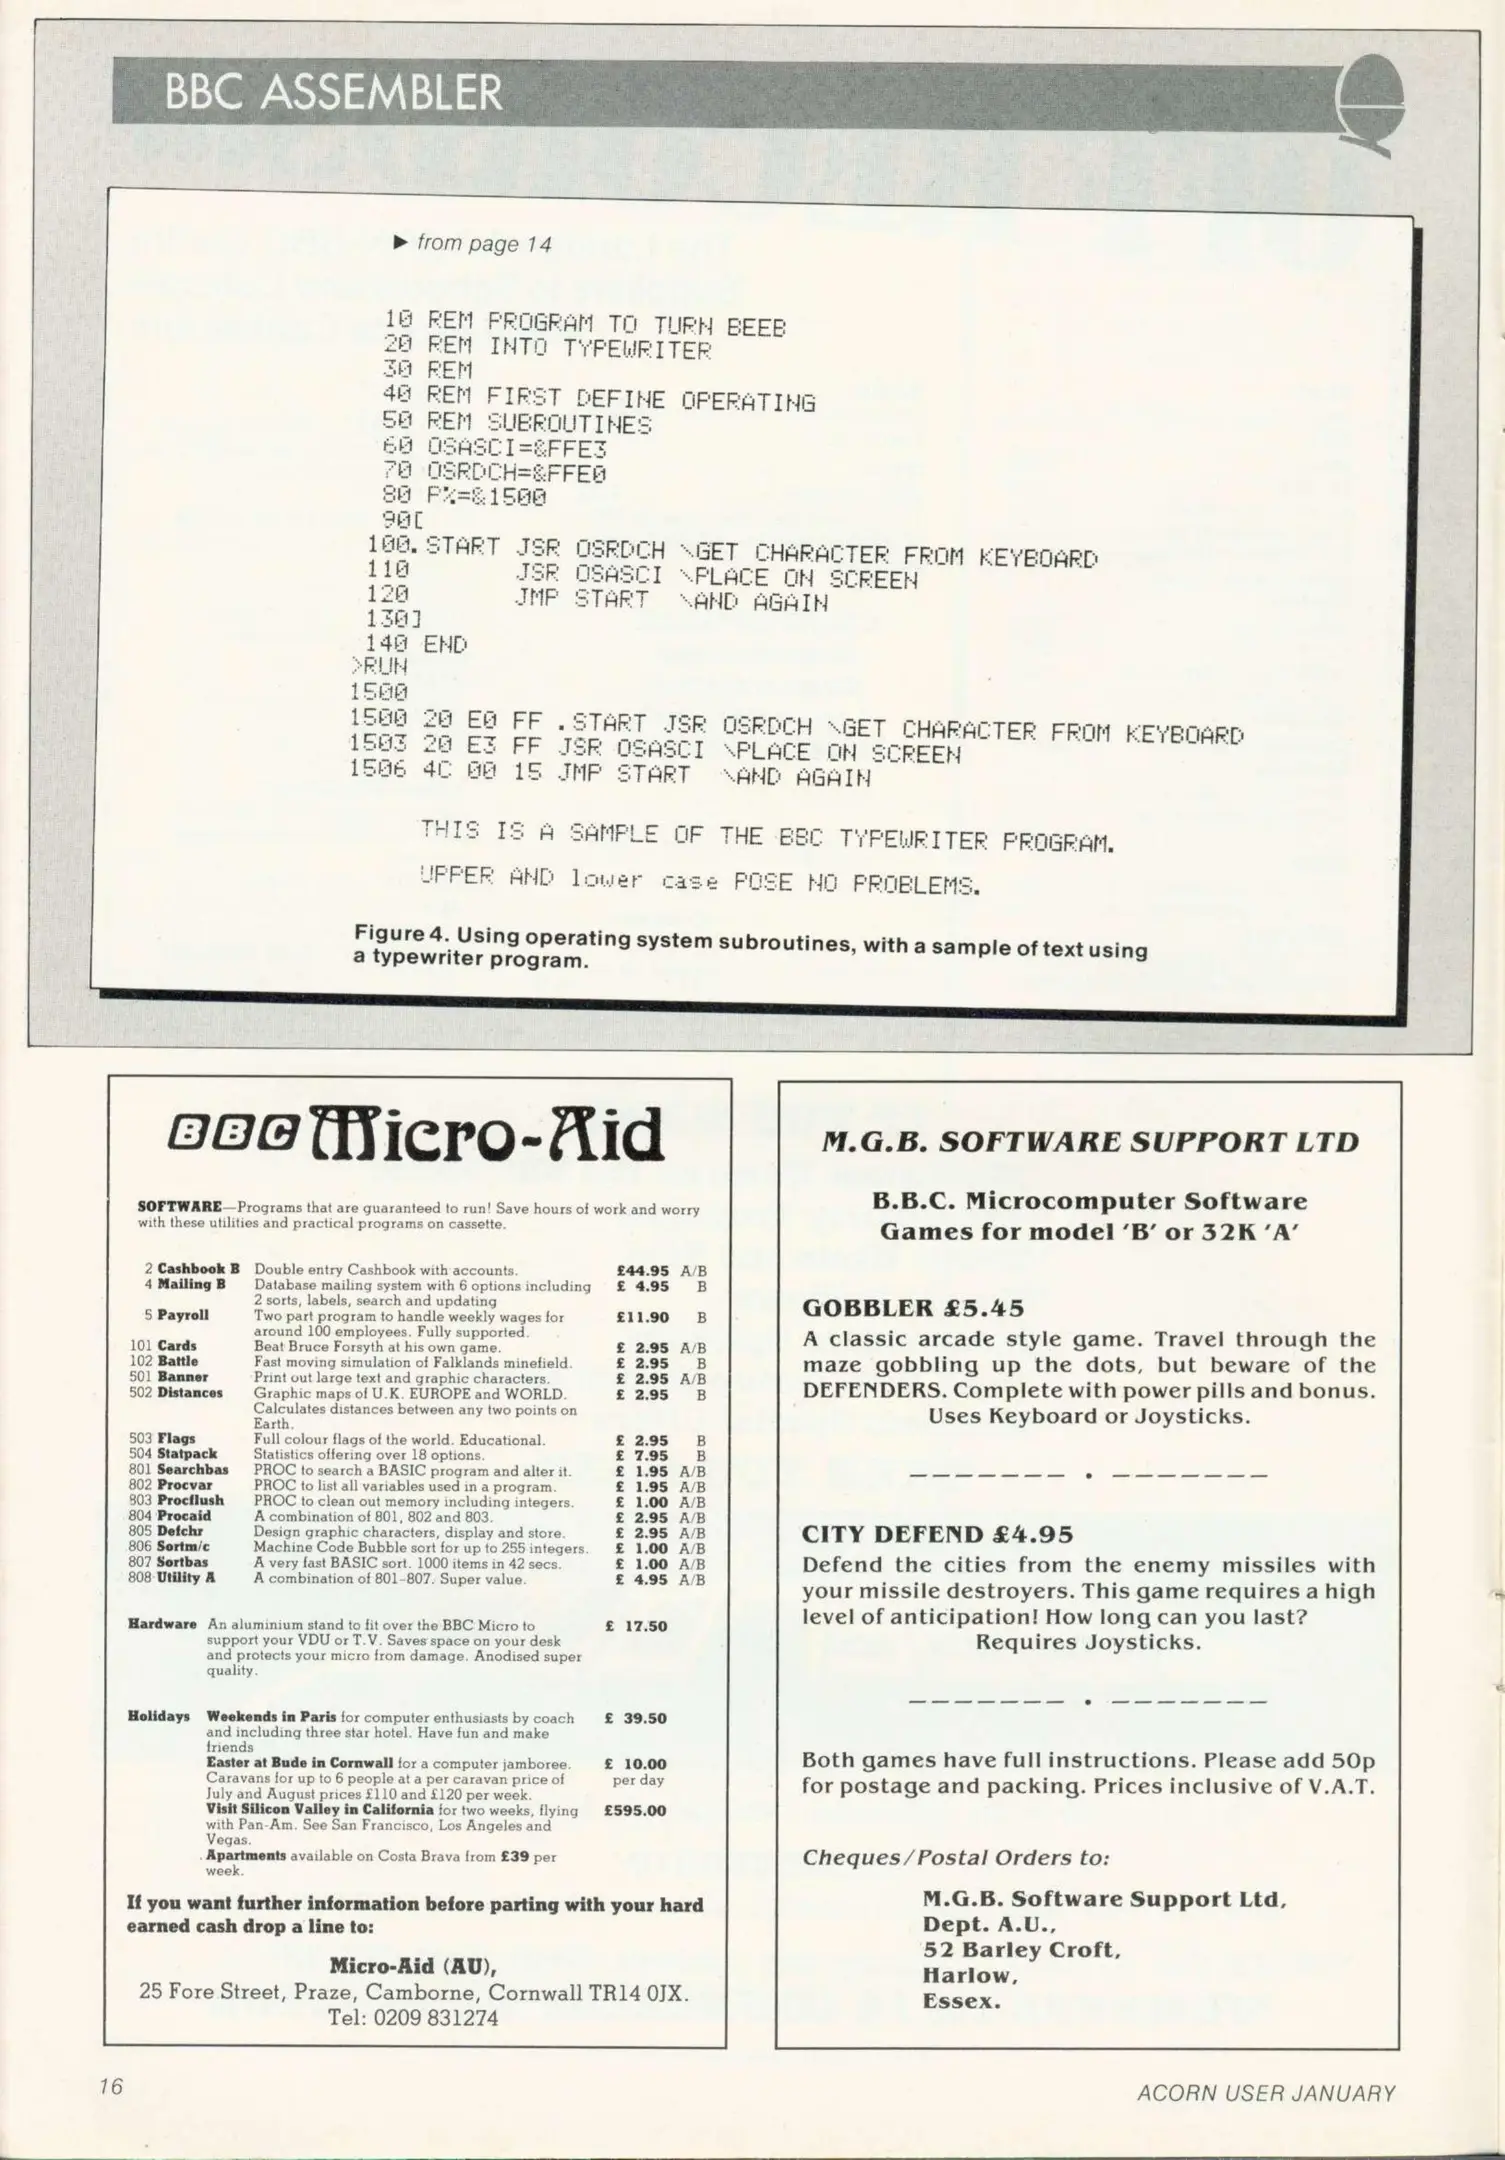 BBC ASSEMBLER
▶ from page 14
10 REM PROGRAM TO TURN BEEB
20 REM INTO TYPEWRITER
30 REM
40 REM FIRST DEFINE OPERATING
50 REM SUBROUTINES
60 OSASCI=&FFE3
70 OSRDCH=&FFE0
80 P%=&1500
90[
100.START JSR OSRDCH \GET CHARACTER FROM KEYBOARD
110 JSR OSASCI \PLACE ON SCREEN
120 JMP START \AND AGAIN
130]
140 END
>RUN
1500
1500 20 E0 FF .START JSR OSRDCH \GET CHARACTER FROM KEYBOARD
1503 20 E3 FF JSR OSASCI \PLACE ON SCREEN
1506 4C 00 15 JMP START \AND AGAIN
THIS IS A SAMPLE OF THE BBC TYPEWRITER PROGRAM.
UPPER AND lower case POSE NO PROBLEMS.
Figure 4. Using operating system subroutines, with a sample of text using
a typewriter program.
BBC Micro-Aid
SOFTWARE—Programs that are guaranteed to run! Save hours of work and worry
with these utilities and practical programs on cassette.
2 Cashbook B Double entry Cashbook with accounts. £44.95 A/B
4 Mailing B Database mailing system with 6 options including £ 4.95 B
2 sorts, labels, search and updating
5 Payroll Two part program to handle weekly wages for £11.90 B
around 100 employees. Fully supported.
101 Cards Beat Bruce Forsyth at his own game. £ 2.95 A/B
102 Battle Fast moving simulation of Falklands minefield. £ 2.95 B
501 Banner Print out large text and graphic characters. £ 2.95 A/B
502 Distances Graphic maps of U.K. EUROPE and WORLD. £ 2.95 B
Calculates distances between any two points on
Earth.
503 Flags Full colour flags of the world. Educational. £ 2.95 B
504 Statpack Statistics offering over 18 options. £ 7.95 B
801 Searchbas PROC to search a BASIC program and alter it. £ 1.95 A/B
802 Procvar PROC to list all variables used in a program. £ 1.95 A/B
803 Procflush PROC to clean out memory including integers. £ 1.00 A/B
804 Procaid A combination of 801, 802 and 803. £ 2.95 A/B
805 Defchr Design graphic characters, display and store. £ 2.95 A/B
806 Sortm/c Machine Code Bubble sort for up to 255 integers. £ 1.00 A/B
807 Sortbas A very fast BASIC sort. 1000 items in 42 secs. £ 1.00 A/B
808 Utility A A combination of 801-807. Super value. £ 4.95 A/B
Hardware An aluminium stand to fit over the BBC Micro to £ 17.50
support your VDU or T.V. Saves space on your desk
and protects your micro from damage. Anodised super
quality.
Holidays Weekends in Paris for computer enthusiasts by coach £ 39.50
and including three star hotel. Have fun and make
friends
Easter at Bude in Cornwall for a computer jamboree. £ 10.00
Caravans for up to 6 people at a per caravan price of per day
July and August prices £110 and £120 per week.
Visit Silicon Valley in California for two weeks, flying £595.00
with Pan-Am. See San Francisco, Los Angeles and
Vegas.
Apartments available on Costa Brava from £39 per
week.
If you want further information before parting with your hard
earned cash drop a line to:
Micro-Aid (AU),
25 Fore Street, Praze, Camborne, Cornwall TR14 0JX.
Tel: 0209 831274
M.G.B. SOFTWARE SUPPORT LTD
B.B.C. Microcomputer Software
Games for model 'B' or 32K 'A'
GOBBLER £5.45
A classic arcade style game. Travel through the
maze gobbling up the dots, but beware of the
DEFENDERS. Complete with power pills and bonus.
Uses Keyboard or Joysticks.
CITY DEFEND £4.95
Defend the cities from the enemy missiles with
your missile destroyers. This game requires a high
level of anticipation! How long can you last?
Requires Joysticks.
Both games have full instructions. Please add 50p
for postage and packing. Prices inclusive of V.A.T.
Cheques/Postal Orders to:
M.G.B. Software Support Ltd,
Dept. A.U.,
52 Barley Croft,
Harlow,
Essex.
16
ACORN USER JANUARY